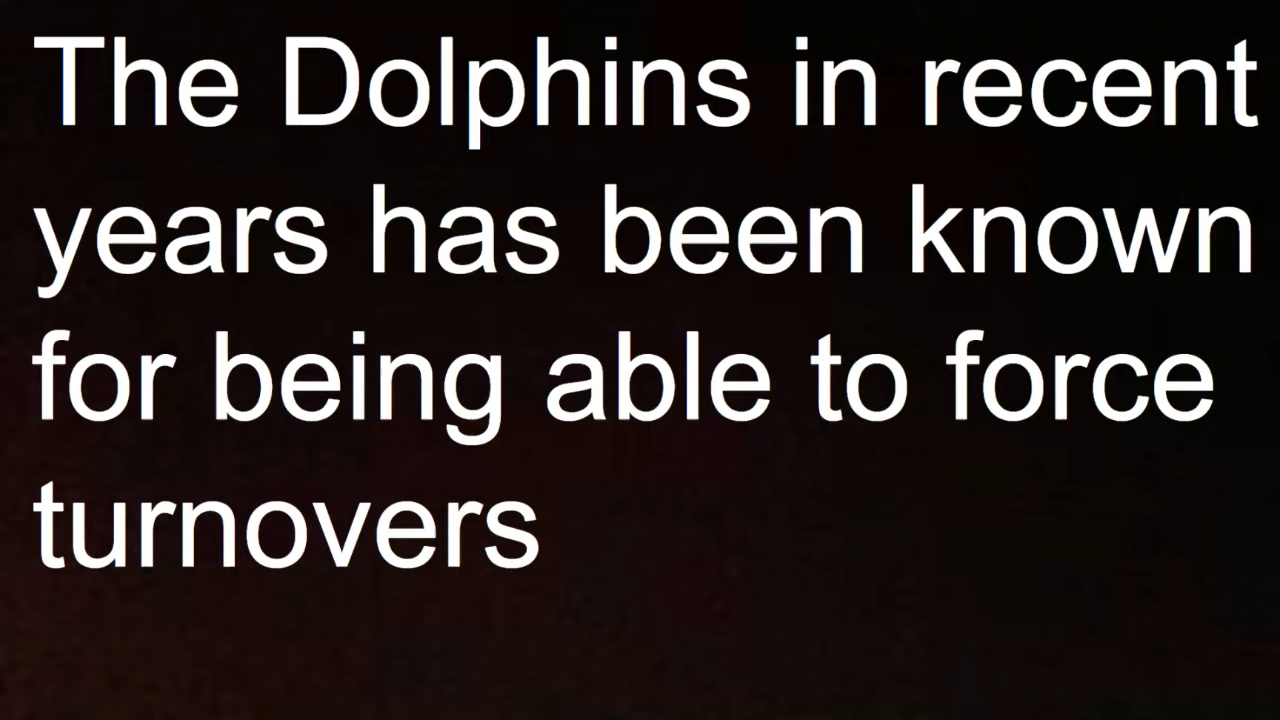 The Dolphins in recent
years has been known
for being able to force
turnovers